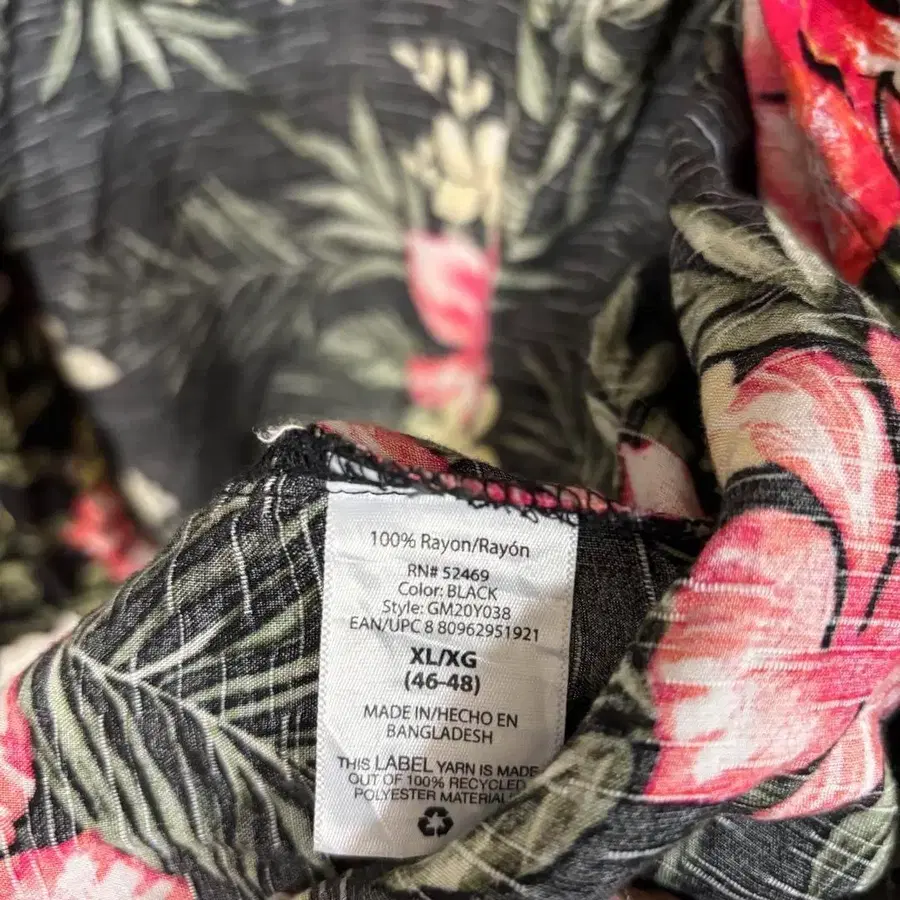 100% Rayon/Rayón
RN# 52469
Color: BLACK
Style: GM20Y038
EAN/UPC 8 80962951921
XL/XG
(46-48)
MADE IN/HECHO EN
BANGLADESH
THIS LABEL YARN IS MADE
OUT OF 100% RECYCLED
POLYESTER MATERIAL